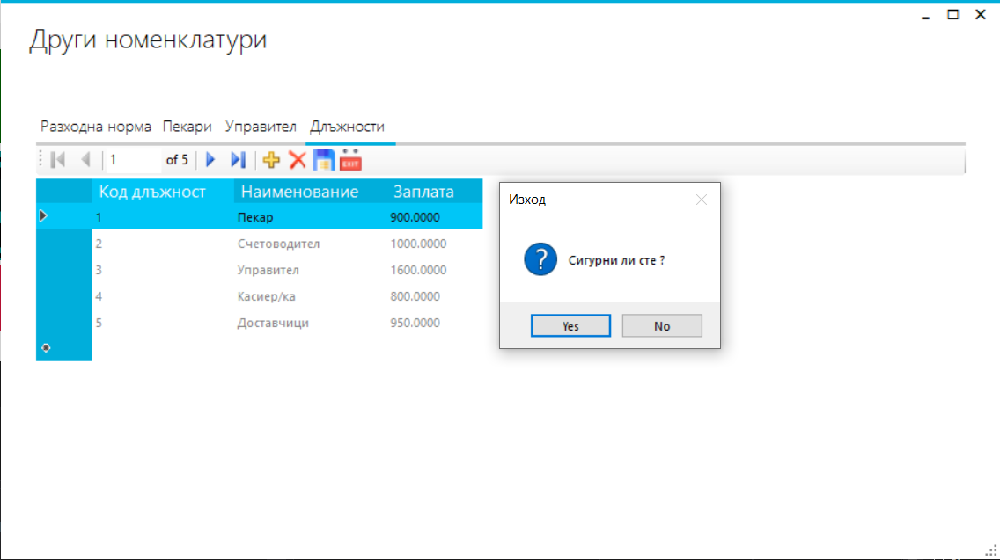 Други номенклатури
Разходна норма Пекари Управител Длъжности
1 of 5 EXIT
Код длъжност Наименование Заплата
1 Пекар 900.0000
2 Счетоводител 1000.0000
3 Управител 1600.0000
4 Касиер/ка 800.0000
5 Доставчици 950.0000
Изход
Сигурни ли сте ?
Yes No